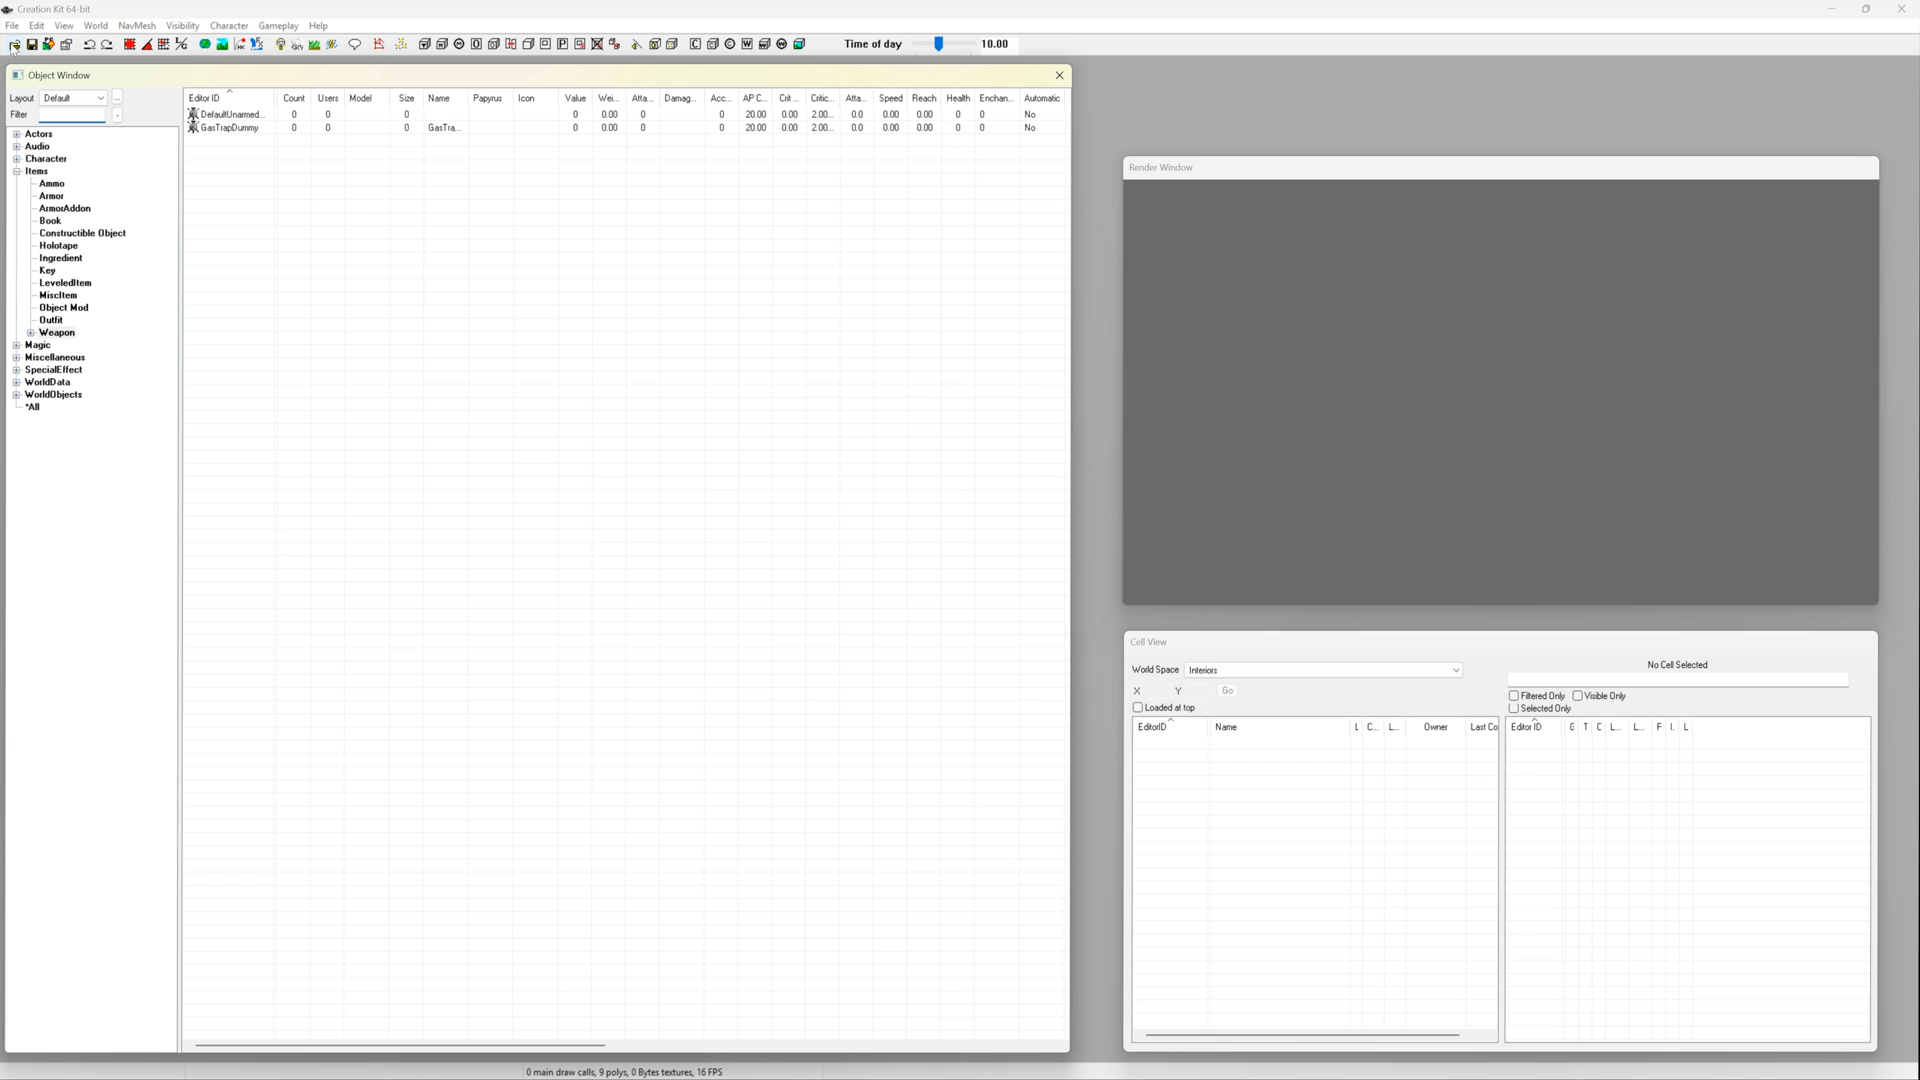 Creation Kit 64-bit
File Edit View World NavMesh Visibility Character Gameplay Help
Time of day 10.00
Object Window
Layout Default ...
Filter
Actors
Audio
Character
Items
Ammo
Armor
ArmorAddon
Book
Constructible Object
Holotape
Ingredient
Key
LeveledItem
MiscItem
Object Mod
Outfit
Weapon
Magic
Miscellaneous
SpecialEffect
WorldData
WorldObjects
*All
Editor ID Count Users Model Size Name Papyrus Icon Value Wei... Atta... Damag... Acc... AP C... Crit ... Critic... Atta... Speed Reach Health Enchan... Automatic
DefaultUnarmed... 0 0 0 0 0.00 0 0 20.00 0.00 2.00... 0.0 0.00 0.00 0 0 No
GasTrapDummy 0 0 0 GasTra... 0 0.00 0 0 20.00 0.00 2.00... 0.0 0.00 0.00 0 0 No
Render Window
Cell View
World Space Interiors
X Y Go
Loaded at top
EditorID Name L C... L... Owner Last Co
No Cell Selected
Filtered Only Visible Only
Selected Only
Editor ID G T C L... L... F I. L
0 main draw calls, 9 polys, 0 Bytes textures, 16 FPS